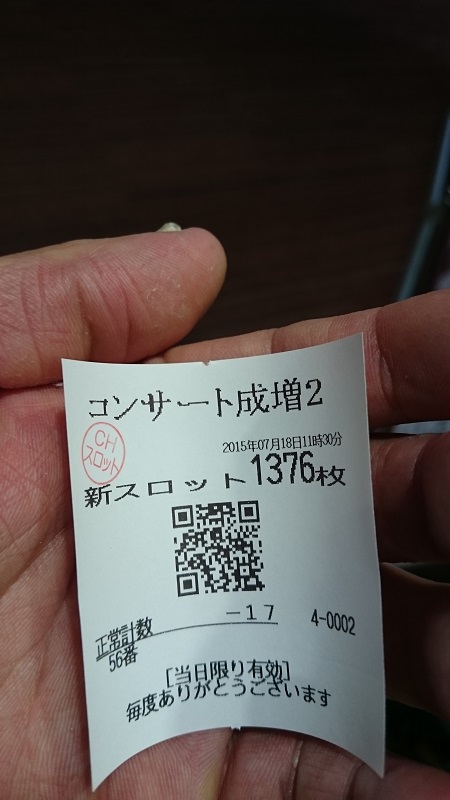 コンサート成増2
2015年07月18日11時30分
CH
スロット
新スロット1376枚
-17
4-0002
正常計数
56番
[当日限り有効]
毎度ありがとうございます